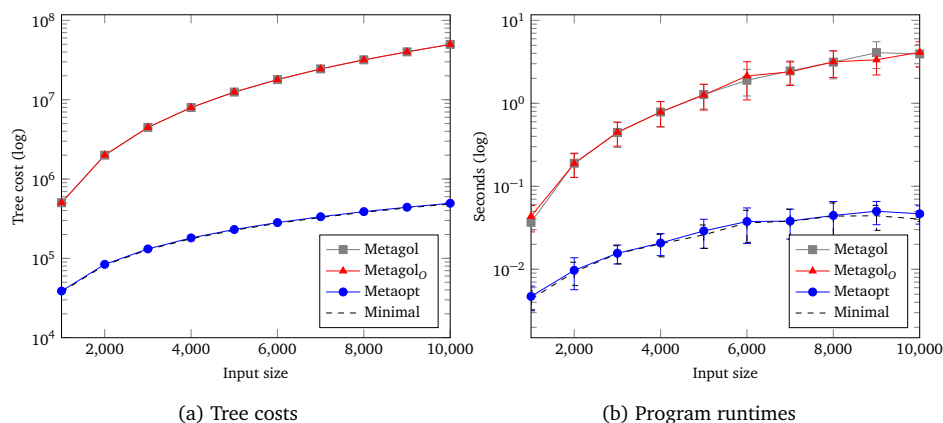 10^8
10^7
10^6
10^5
10^4
Tree cost (log)
2,000 4,000 6,000 8,000 10,000
Input size
Metagol
Metagol_O
Metaopt
Minimal
(a) Tree costs
10^1
10^0
10^−1
10^−2
Seconds (log)
2,000 4,000 6,000 8,000 10,000
Input size
Metagol
Metagol_O
Metaopt
Minimal
(b) Program runtimes